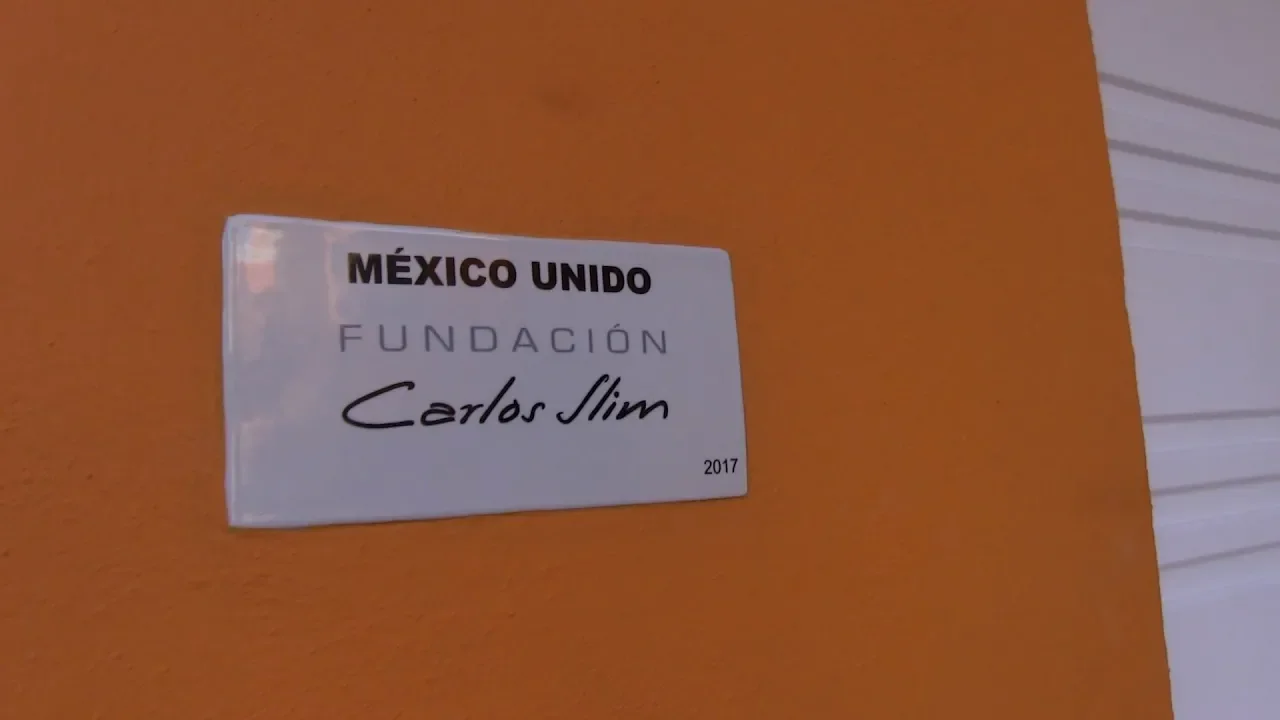 MÉXICO UNIDO
FUNDACIÓN
Carlos Slim
2017